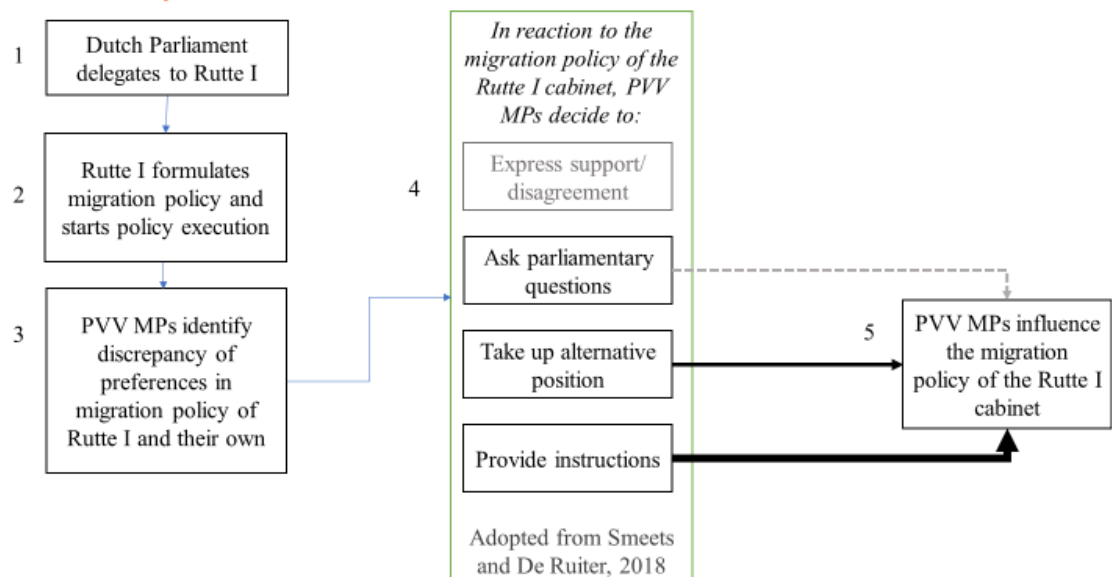 1
Dutch Parliament
delegates to Rutte I
2
Rutte I formulates
migration policy and
starts policy execution
3
PVV MPs identify
discrepancy of
preferences in
migration policy of
Rutte I and their own
4
In reaction to the
migration policy of the
Rutte I cabinet, PVV
MPs decide to:
Express support/
disagreement
Ask parliamentary
questions
Take up alternative
position
Provide instructions
Adopted from Smeets
and De Ruiter, 2018
5
PVV MPs influence
the migration
policy of the Rutte I
cabinet